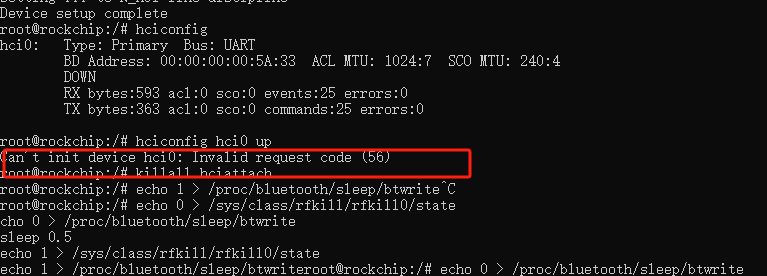 Device setup complete
root@rockchip:/# hciconfig
hci0:   Type: Primary  Bus: UART
        BD Address: 00:00:00:00:5A:33  ACL MTU: 1024:7  SCO MTU: 240:4
        DOWN
        RX bytes:593 acl:0 sco:0 events:25 errors:0
        TX bytes:363 acl:0 sco:0 commands:25 errors:0
root@rockchip:/# hciconfig hci0 up
Can't init device hci0: Invalid request code (56)
root@rockchip:/# killall hciattach
root@rockchip:/# echo 1 > /proc/bluetooth/sleep/btwrite^C
root@rockchip:/# echo 0 > /sys/class/rfkill/rfkill0/state
cho 0 > /proc/bluetooth/sleep/btwrite
sleep 0.5
echo 1 > /sys/class/rfkill/rfkill0/state
echo 1 > /proc/bluetooth/sleep/btwriteroot@rockchip:/# echo 0 > /proc/bluetooth/sleep/btwrite